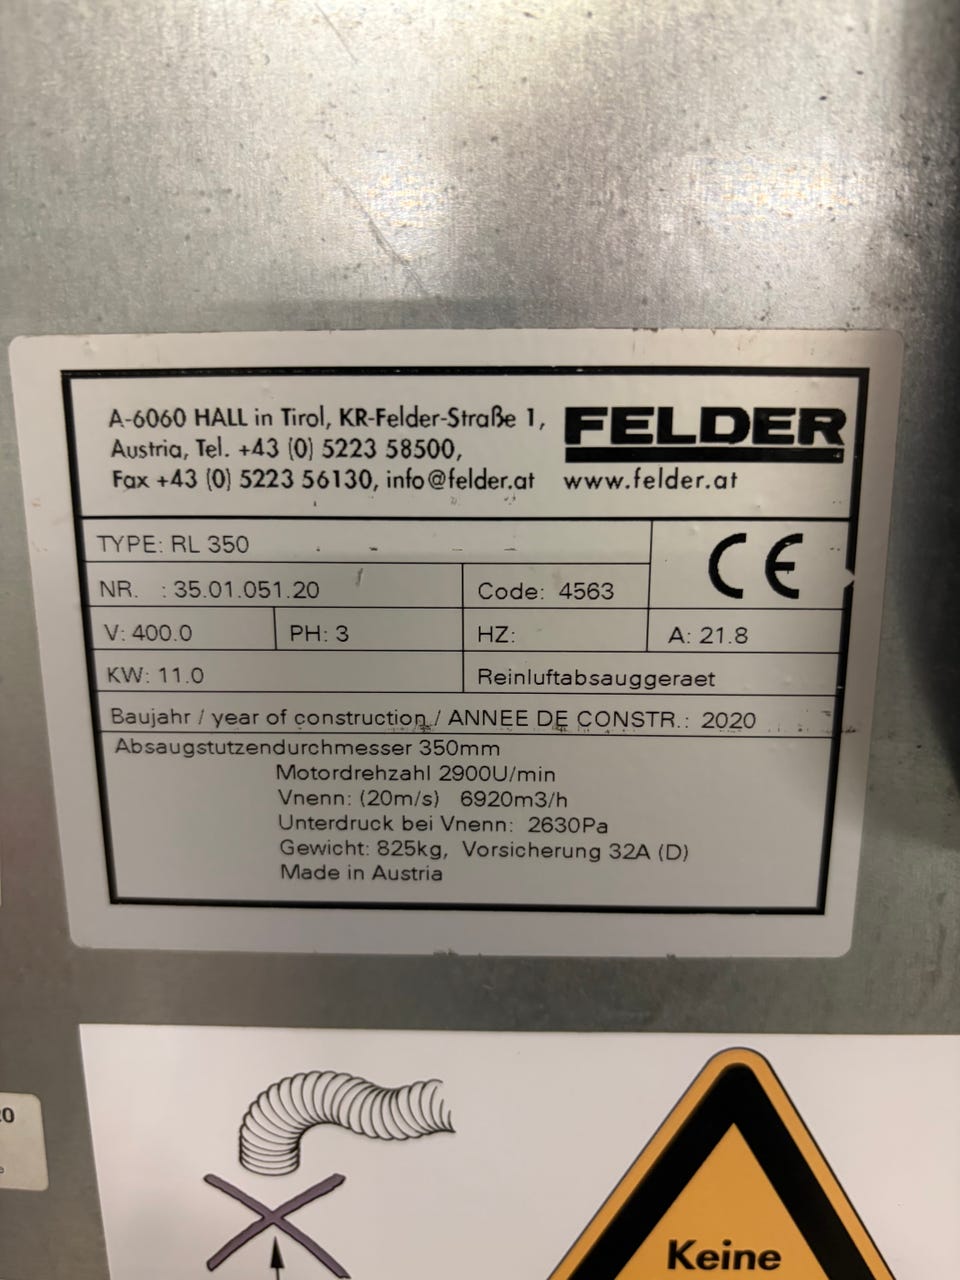 A-6060 HALL in Tirol, KR-Felder-Straße 1,
Austria, Tel. +43 (0) 5223 58500,
Fax +43 (0) 5223 56130, info@felder.at
FELDER
www.felder.at
TYPE: RL 350
CE
NR. : 35.01.051.20
Code: 4563
V: 400.0
PH: 3
HZ:
A: 21.8
KW: 11.0
Reinluftabsauggeraet
Baujahr / year of construction / ANNEE DE CONSTR.: 2020
Absaugstutzendurchmesser 350mm
Motordrehzahl 2900U/min
Vnenn: (20m/s) 6920m3/h
Unterdruck bei Vnenn: 2630Pa
Gewicht: 825kg, Vorsicherung 32A (D)
Made in Austria
Keine